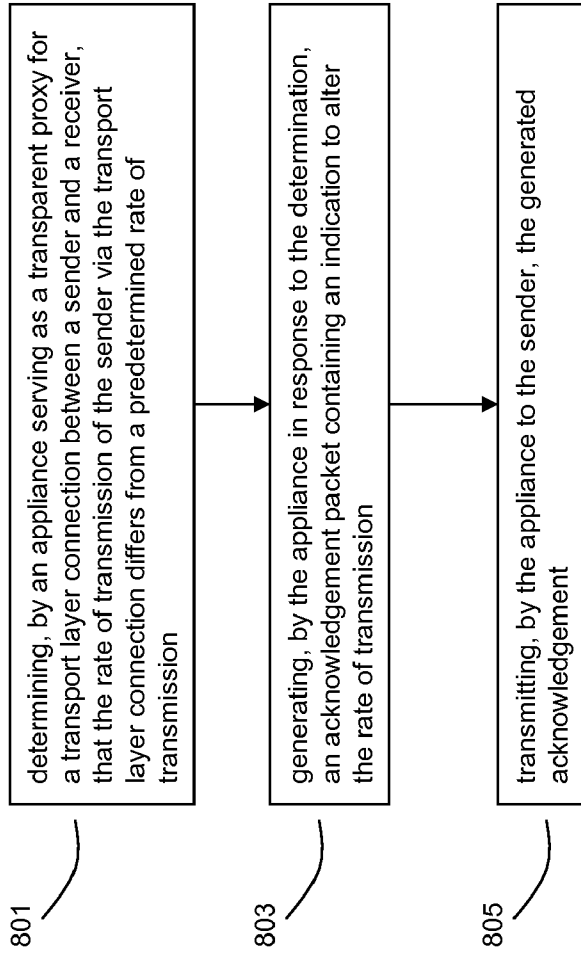 801
determining, by an appliance serving as a transparent proxy for
a transport layer connection between a sender and a receiver,
that the rate of transmission of the sender via the transport
layer connection differs from a predetermined rate of
transmission
803
generating, by the appliance in response to the determination,
an acknowledgement packet containing an indication to alter
the rate of transmission
805
transmitting, by the appliance to the sender, the generated
acknowledgement